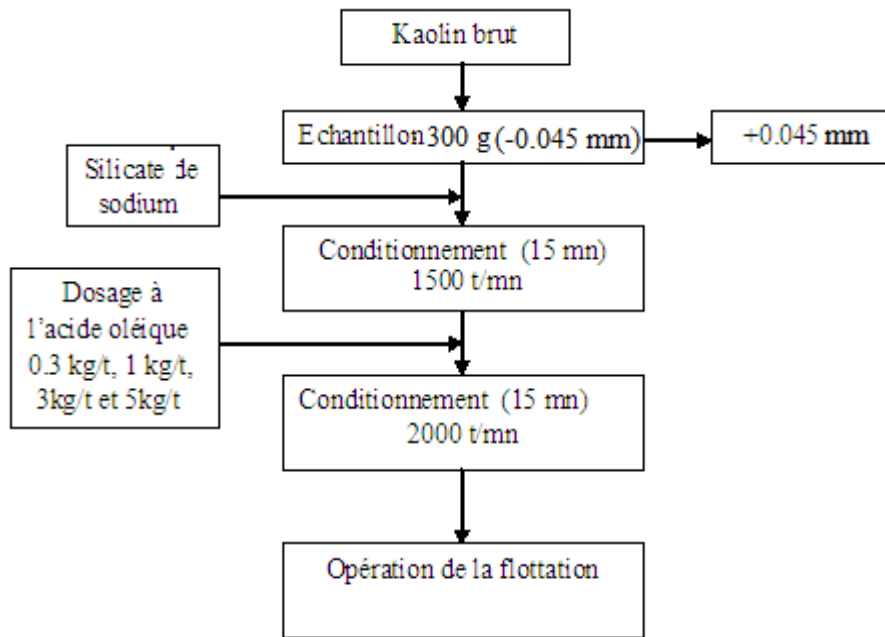 Kaolin brut
Echantillon 300 g (-0.045 mm)
+0.045 mm
Silicate de
sodium
Conditionnement (15 mn)
1500 t/mn
Dosage à
l'acide oléique
0.3 kg/t, 1 kg/t,
3kg/t et 5kg/t
Conditionnement (15 mn)
2000 t/mn
Opération de la flottation